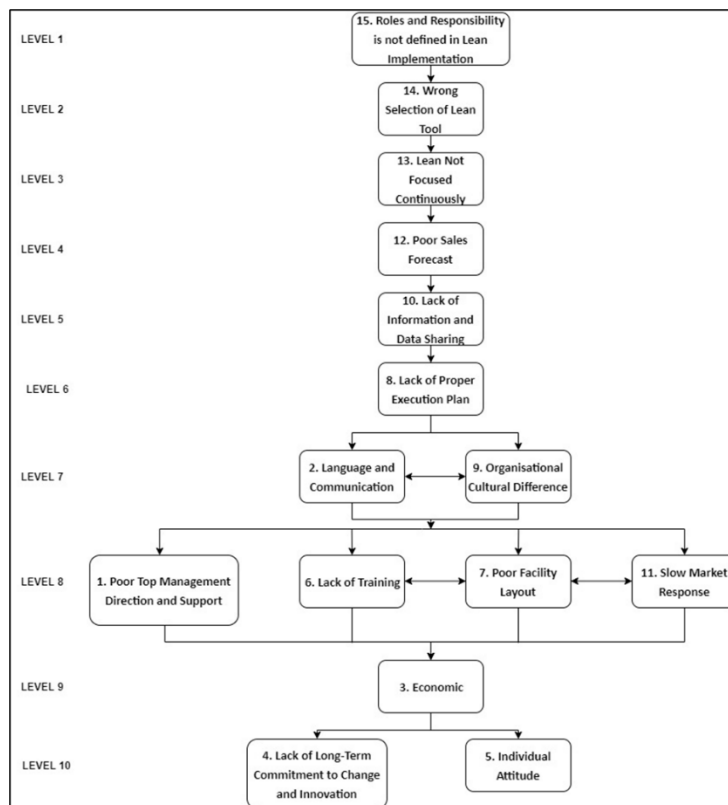 LEVEL 1
15. Roles and Responsibility
is not defined in Lean
Implementation
LEVEL 2
14. Wrong
Selection of Lean
Tool
LEVEL 3
13. Lean Not
Focused
Continuously
LEVEL 4
12. Poor Sales
Forecast
LEVEL 5
10. Lack of
Information and
Data Sharing
LEVEL 6
8. Lack of Proper
Execution Plan
LEVEL 7
2. Language and
Communication
9. Organisational
Cultural Difference
LEVEL 8
1. Poor Top Management
Direction and Support
6. Lack of Training
7. Poor Facility
Layout
11. Slow Market
Response
LEVEL 9
3. Economic
LEVEL 10
4. Lack of Long-Term
Commitment to Change
and Innovation
5. Individual
Attitude